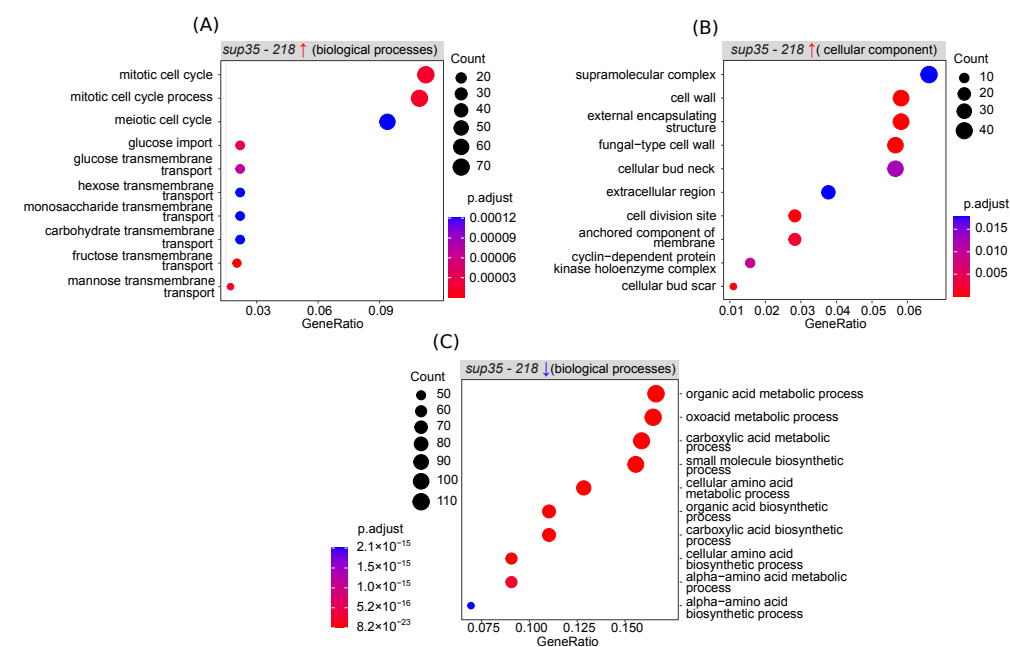 (A)
sup35 - 218 ↑ (biological processes)
mitotic cell cycle
mitotic cell cycle process
meiotic cell cycle
glucose import
glucose transmembrane
transport
hexose transmembrane
transport
monosaccharide transmembrane
transport
carbohydrate transmembrane
transport
fructose transmembrane
transport
mannose transmembrane
transport
0.03 0.06 0.09
GeneRatio
Count
20
30
40
50
60
70
p.adjust
0.00012
0.00009
0.00006
0.00003
(B)
sup35 - 218 ↑( cellular component)
supramolecular complex
cell wall
external encapsulating
structure
fungal-type cell wall
cellular bud neck
extracellular region
cell division site
anchored component of
membrane
cyclin-dependent protein
kinase holoenzyme complex
cellular bud scar
0.01 0.02 0.03 0.04 0.05 0.06
GeneRatio
Count
10
20
30
40
p.adjust
0.015
0.010
0.005
(C)
sup35 - 218 ↓(biological processes)
Count
50
60
70
80
90
100
110
p.adjust
2.1×10⁻¹⁵
1.5×10⁻¹⁵
1.0×10⁻¹⁵
5.2×10⁻¹⁶
8.2×10⁻²³
organic acid metabolic process
oxoacid metabolic process
carboxylic acid metabolic
process
small molecule biosynthetic
process
cellular amino acid
metabolic process
organic acid biosynthetic
process
carboxylic acid biosynthetic
process
cellular amino acid
biosynthetic process
alpha−amino acid metabolic
process
alpha−amino acid
biosynthetic process
0.075 0.100 0.125 0.150
GeneRatio